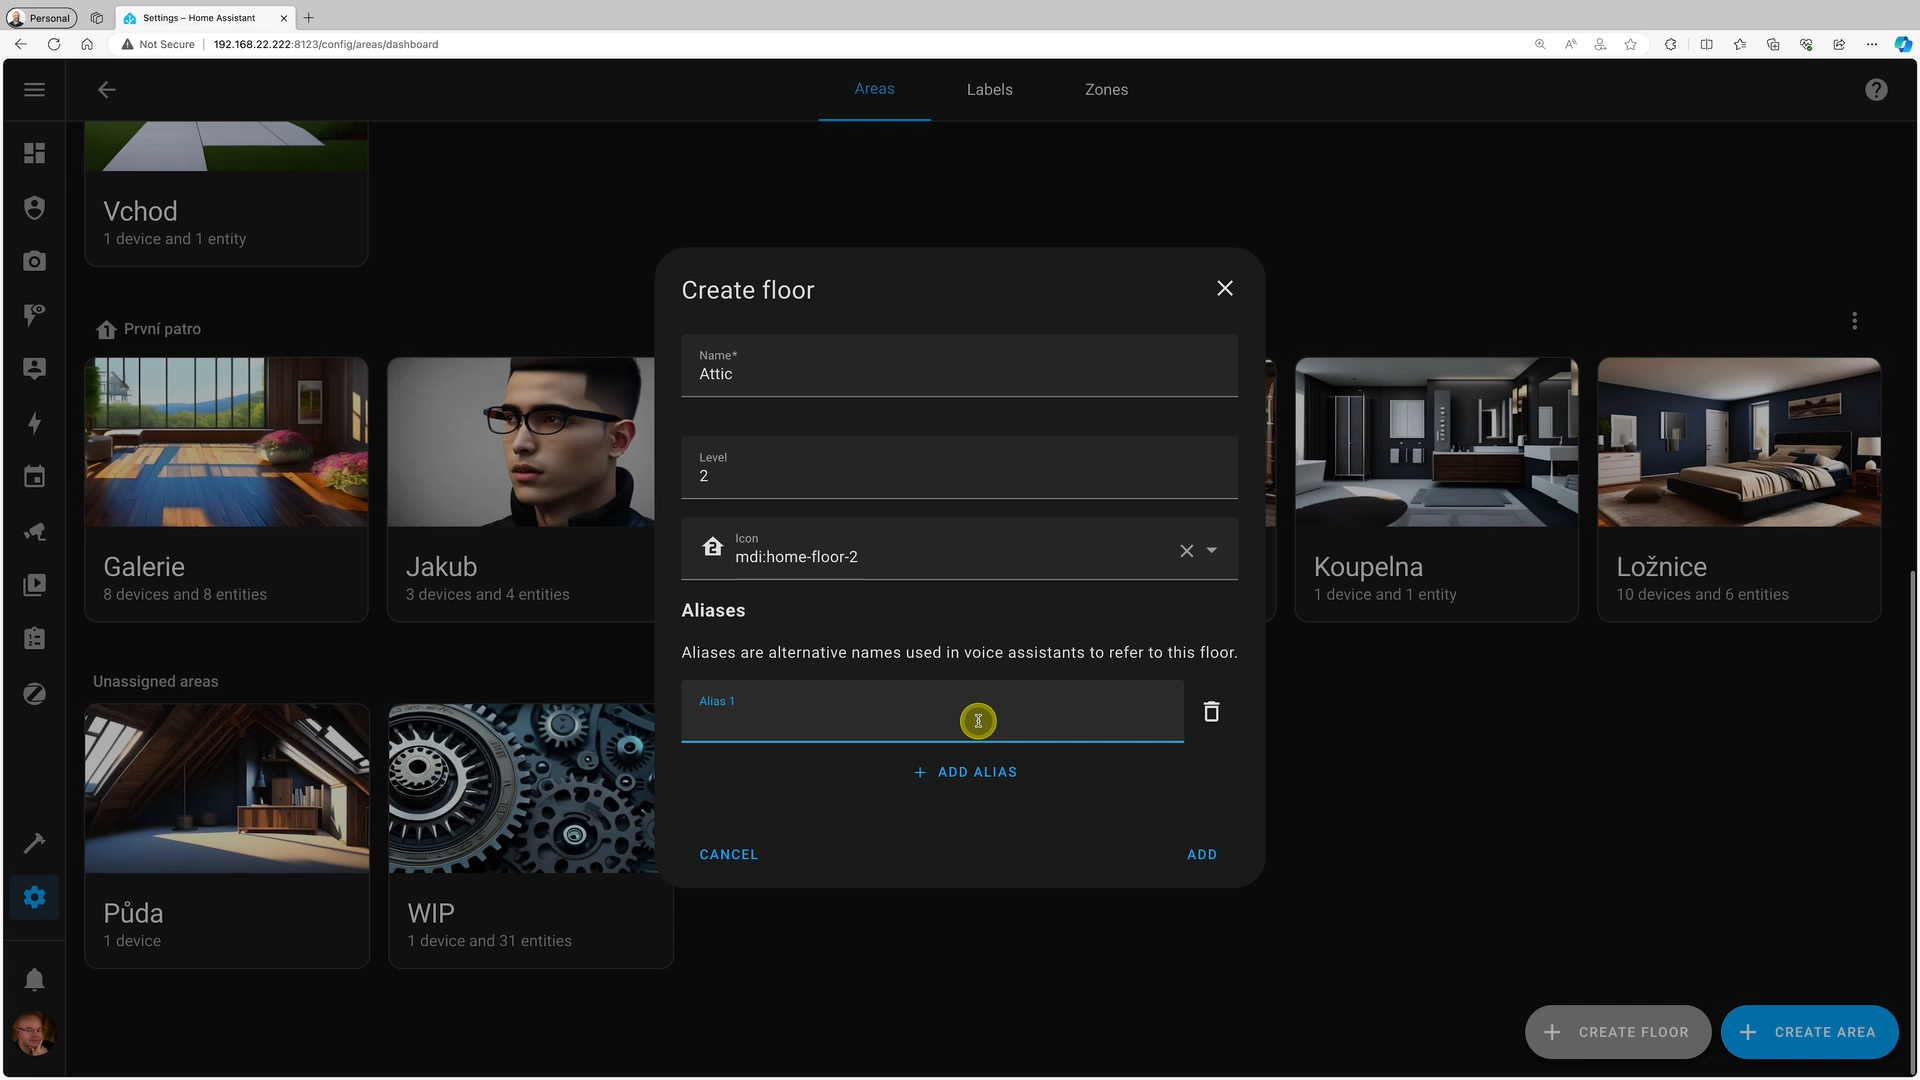 Personal
Settings – Home Assistant
Not Secure
192.168.22.222:8123/config/areas/dashboard
Areas
Labels
Zones
Vchod
1 device and 1 entity
Create floor
Name*
Attic
První patro
Level
2
Icon
mdi:home-floor-2
Galerie
8 devices and 8 entities
Jakub
3 devices and 4 entities
Koupelna
1 device and 1 entity
Ložnice
10 devices and 6 entities
Aliases
Aliases are alternative names used in voice assistants to refer to this floor.
Unassigned areas
Alias 1
+ ADD ALIAS
CANCEL
ADD
Půda
1 device
WIP
1 device and 31 entities
+ CREATE FLOOR
+ CREATE AREA